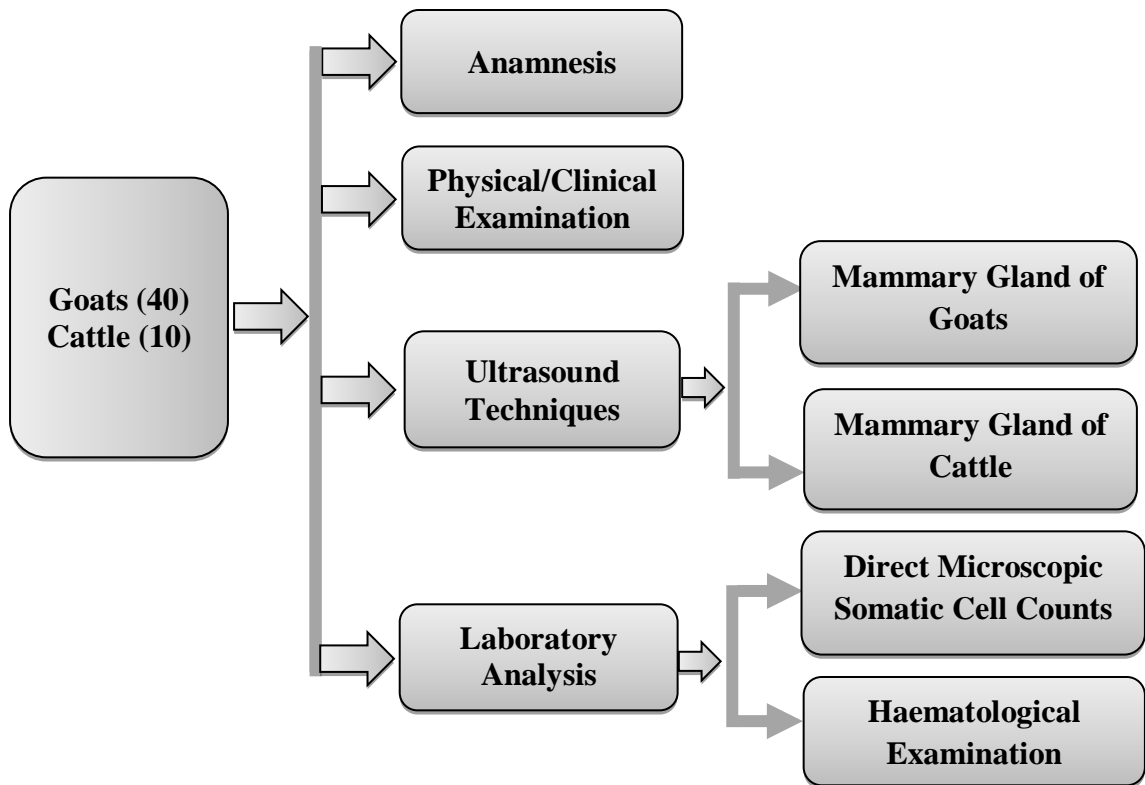 Goats (40)
Cattle (10)
Anamnesis
Physical/Clinical
Examination
Ultrasound
Techniques
Mammary Gland of
Goats
Mammary Gland of
Cattle
Laboratory
Analysis
Direct Microscopic
Somatic Cell Counts
Haematological
Examination